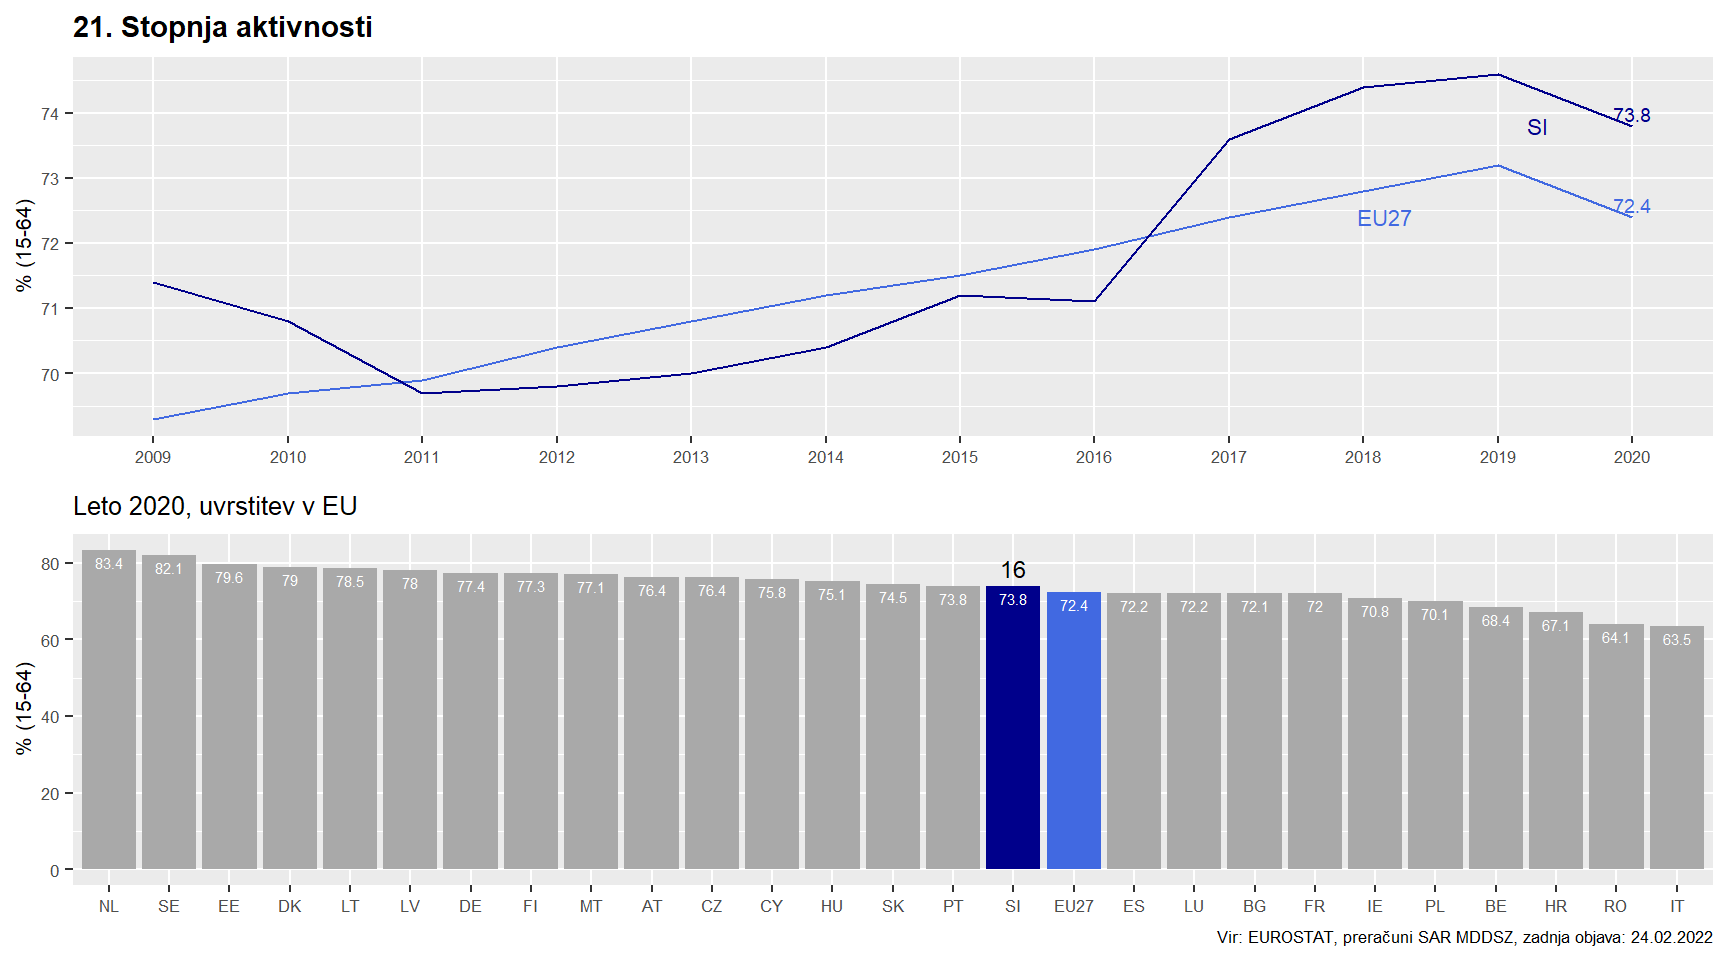 21. Stopnja aktivnosti
% (15-64)
74
73
72
71
70
SI
73.8
EU27
72.4
2009 2010 2011 2012 2013 2014 2015 2016 2017 2018 2019 2020
Leto 2020, uvrstitev v EU
% (15-64)
80
60
40
20
0
16
83.4 82.1 79.6 79 78.5 78 77.4 77.3 77.1 76.4 76.4 75.8 75.1 74.5 73.8 73.8 72.4 72.2 72.2 72.1 72 70.8 70.1 68.4 67.1 64.1 63.5
NL SE EE DK LT LV DE FI MT AT CZ CY HU SK PT SI EU27 ES LU BG FR IE PL BE HR RO IT
Vir: EUROSTAT, preračuni SAR MDDSZ, zadnja objava: 24.02.2022